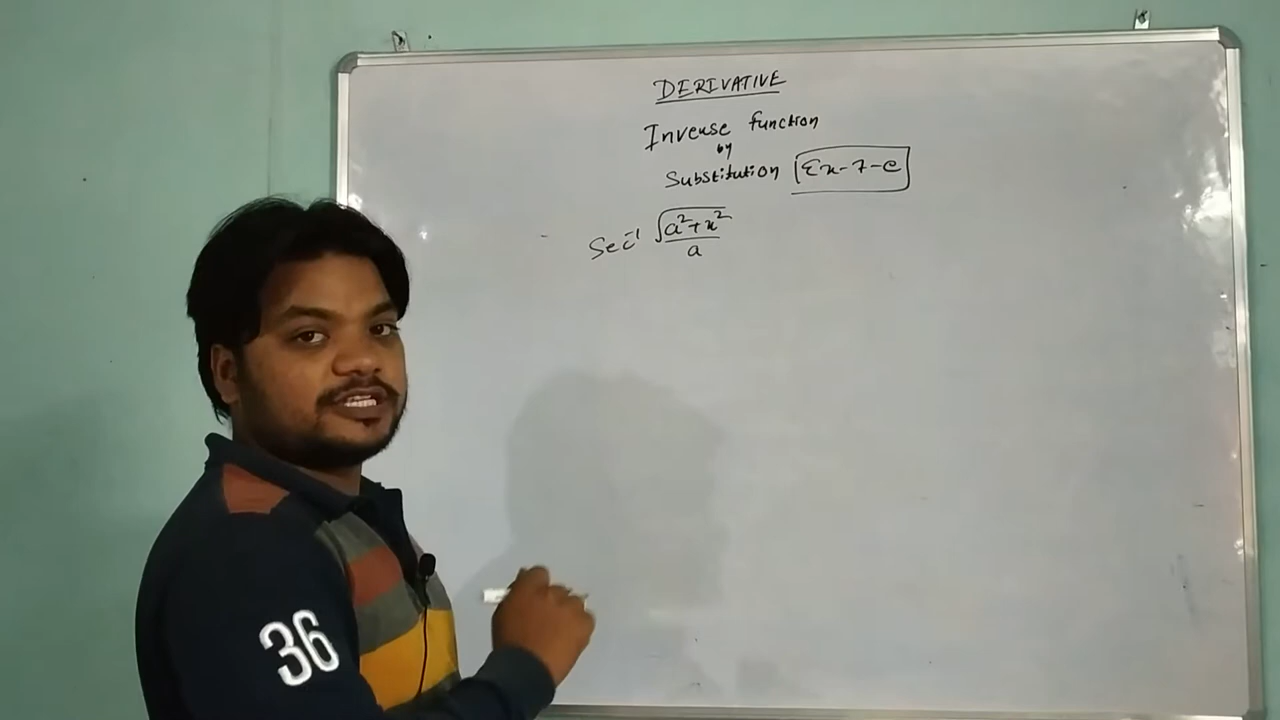 DERIVATIVE
Inverse function
by
Substitution Ex-7-e
Sec⁻¹ √(a²+x²)/a
36